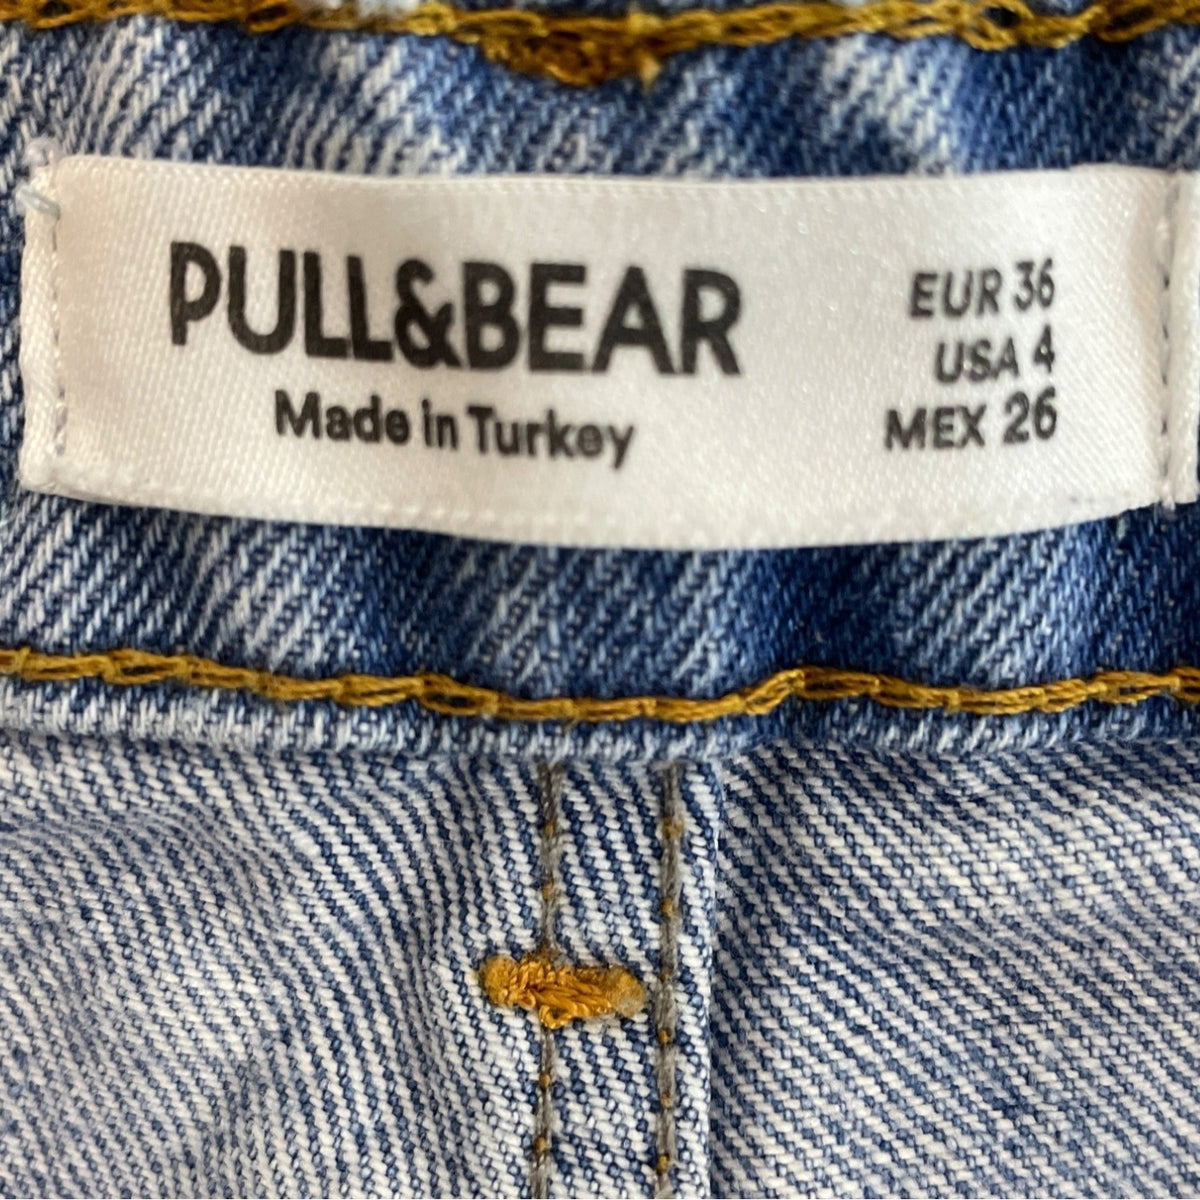 PULL&BEAR
Made in Turkey
EUR 36
USA 4
MEX 26